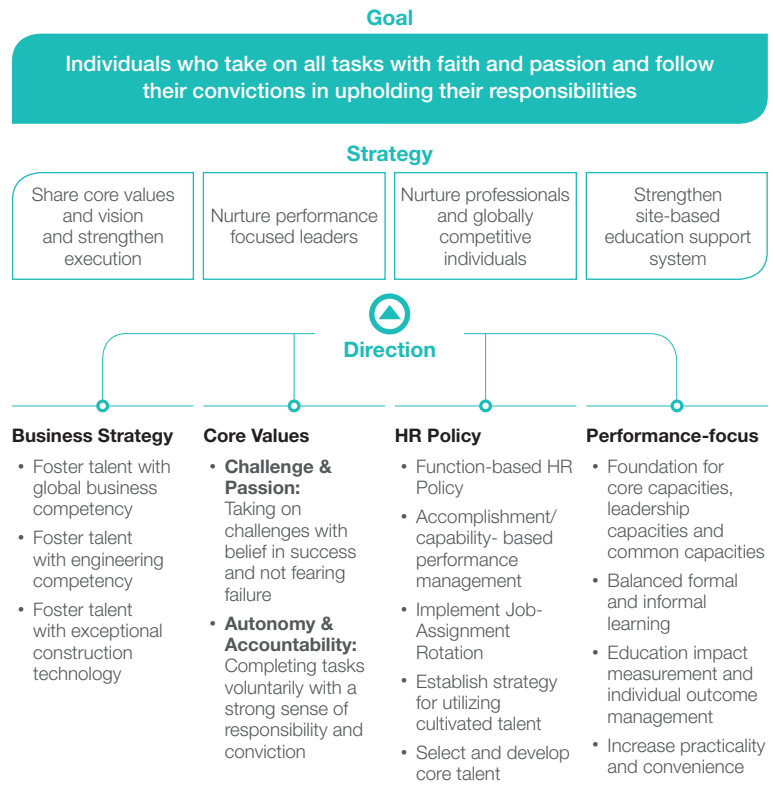 Goal
Individuals who take on all tasks with faith and passion and follow
their convictions in upholding their responsibilities
Strategy
Share core values
and vision
and strengthen
execution
Nurture performance
focused leaders
Nurture professionals
and globally
competitive
individuals
Strengthen
site-based
education support
system
Direction
Business Strategy
• Foster talent with
global business
competency
• Foster talent
with engineering
competency
• Foster talent
with exceptional
construction
technology
Core Values
• Challenge &
Passion:
Taking on
challenges with
belief in success
and not fearing
failure
• Autonomy &
Accountability:
Completing tasks
voluntarily with a
strong sense of
responsibility and
conviction
HR Policy
• Function-based HR
Policy
• Accomplishment/
capability- based
performance
management
• Implement Job-
Assignment
Rotation
• Establish strategy
for utilizing
cultivated talent
• Select and develop
core talent
Performance-focus
• Foundation for
core capacities,
leadership
capacities and
common capacities
• Balanced formal
and informal
learning
• Education impact
measurement and
individual outcome
management
• Increase practicality
and convenience